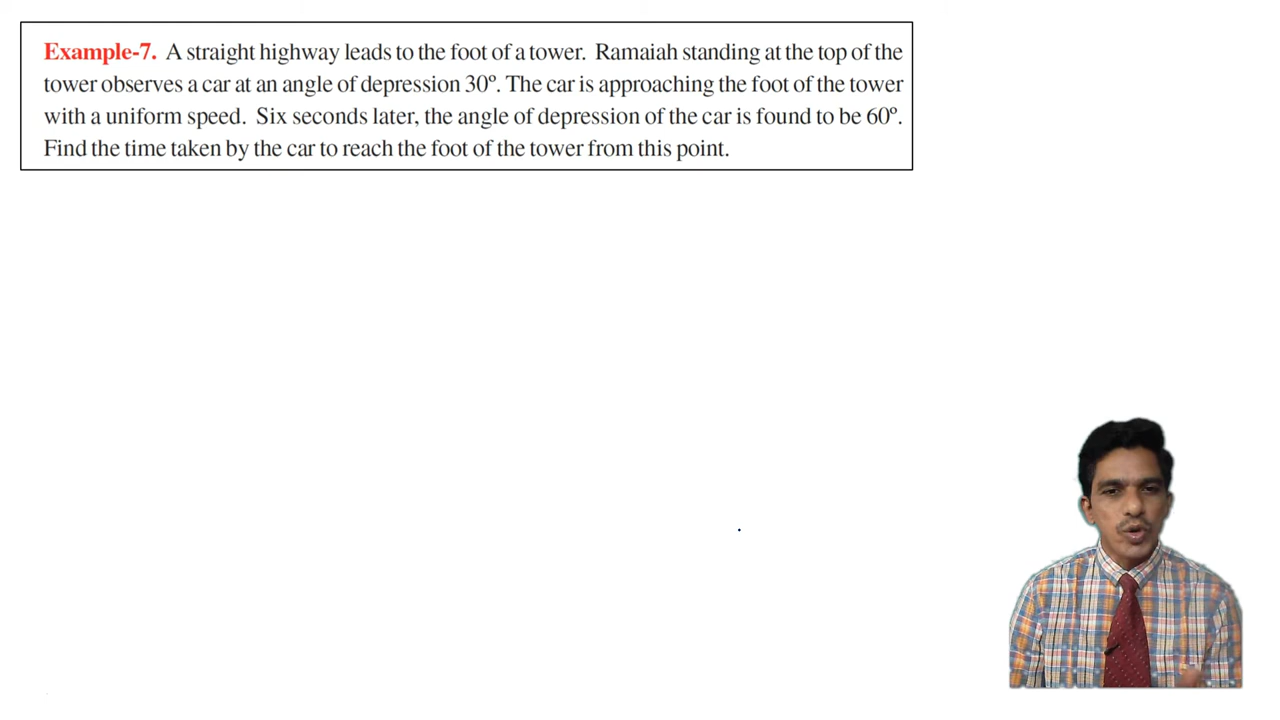 Example-7. A straight highway leads to the foot of a tower. Ramaiah standing at the top of the
tower observes a car at an angle of depression 30º. The car is approaching the foot of the tower
with a uniform speed. Six seconds later, the angle of depression of the car is found to be 60º.
Find the time taken by the car to reach the foot of the tower from this point.